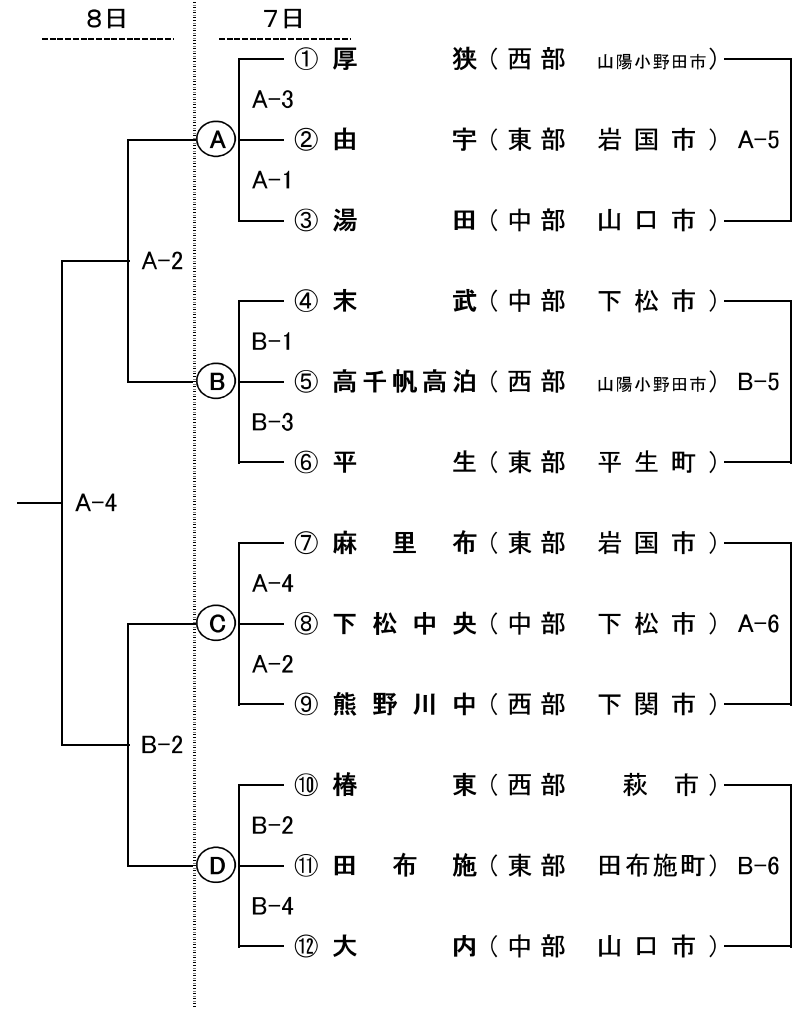 8日 7日
① 厚 狭 ( 西 部 山陽小野田市 )
A-3
A ② 由 宇 ( 東 部 岩 国 市 ) A-5
A-1
③ 湯 田 ( 中 部 山 口 市 )
A-2
④ 末 武 ( 中 部 下 松 市 )
B-1
B ⑤ 高千帆高泊 ( 西 部 山陽小野田市 ) B-5
B-3
⑥ 平 生 ( 東 部 平 生 町 )
A-4
⑦ 麻 里 布 ( 東 部 岩 国 市 )
A-4
C ⑧ 下 松 中 央 ( 中 部 下 松 市 ) A-6
A-2
⑨ 熊 野 川 中 ( 西 部 下 関 市 )
B-2
⑩ 椿 東 ( 西 部 萩 市 )
B-2
D ⑪ 田 布 施 ( 東 部 田布施町 ) B-6
B-4
⑫ 大 内 ( 中 部 山 口 市 )